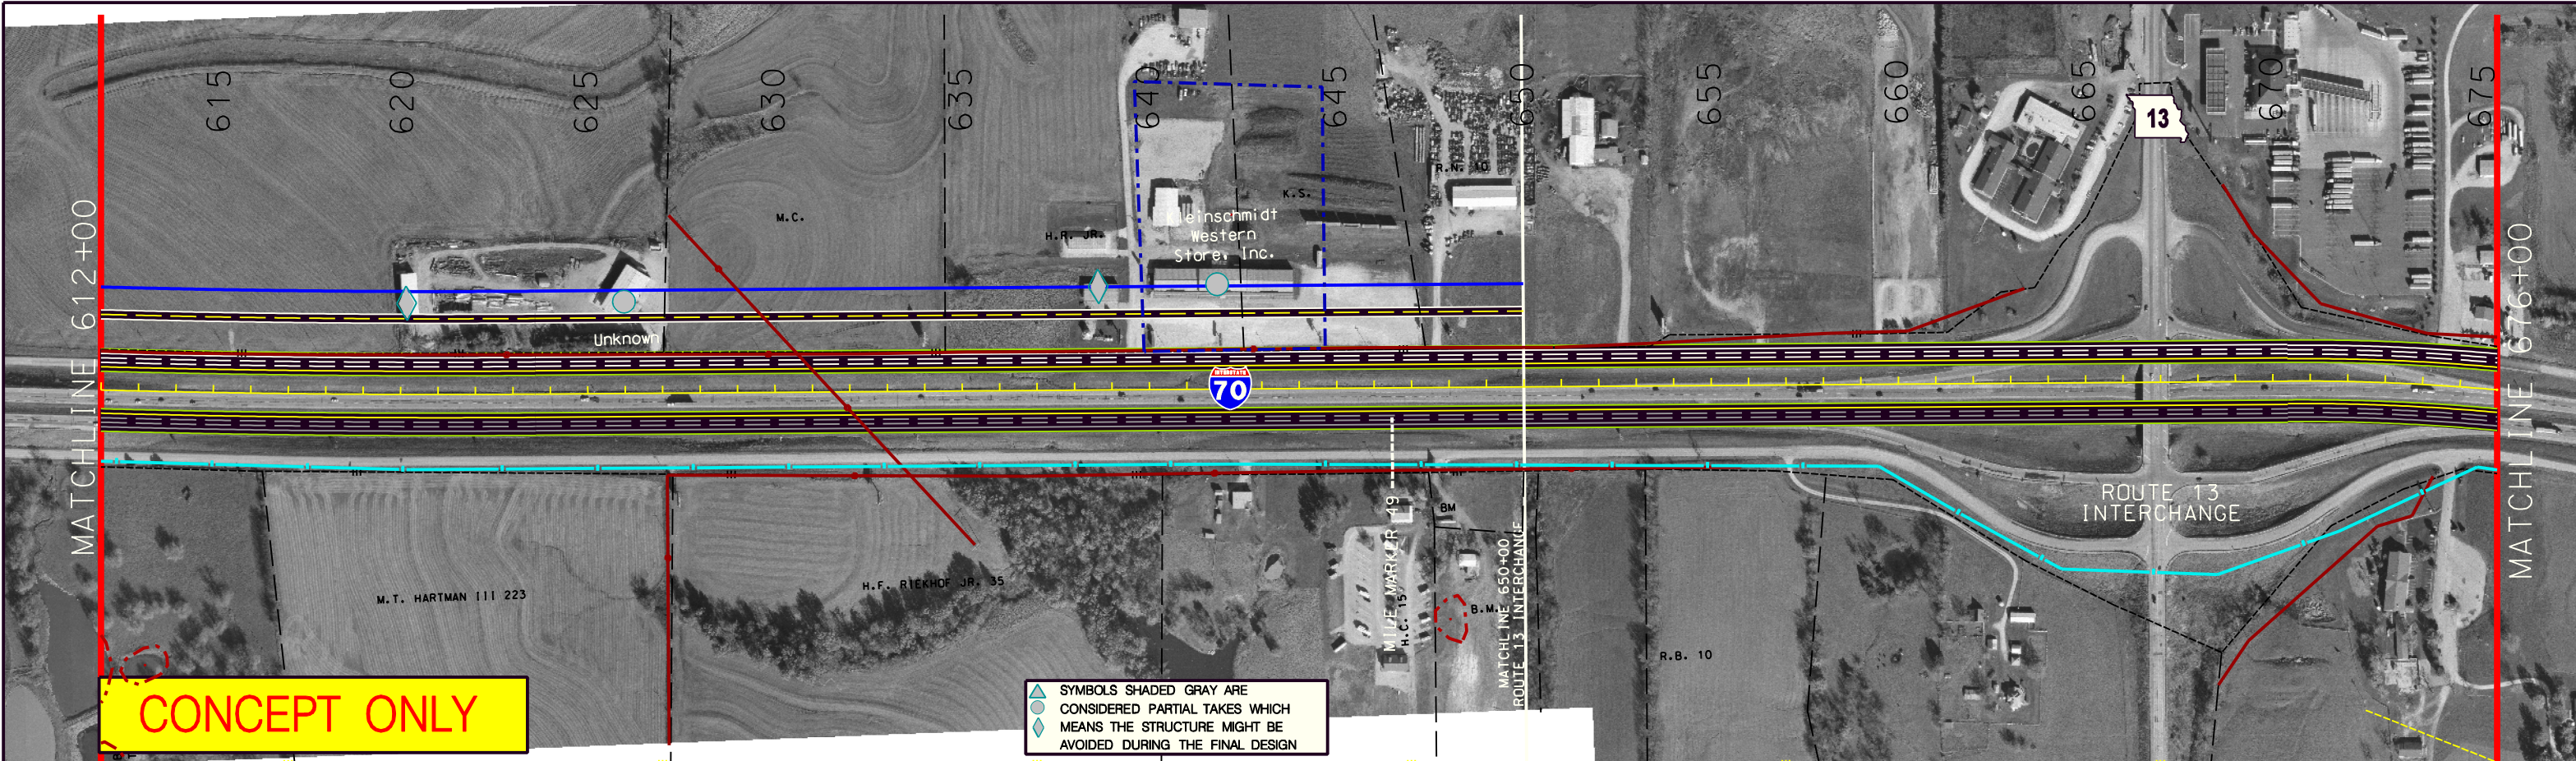 615
620
625
630
635
640
645
650
655
660
665
670
675
13
MATCHLINE 612+00
M.C.
H.R. JR.
K.S.
R.N. 10
Kleinschmidt
Western
Store, Inc.
Unknown
INTERSTATE
70
MATCHLINE 676+00
ROUTE 13
INTERCHANGE
M.T. HARTMAN III 223
H.F. RIEKHOF JR. 35
MILE MARKER 49
H.C. 15
BM
B.M.
MATCHLINE 650+00
ROUTE 13 INTERCHANGE
R.B. 10
CONCEPT ONLY
SYMBOLS SHADED GRAY ARE
CONSIDERED PARTIAL TAKES WHICH
MEANS THE STRUCTURE MIGHT BE
AVOIDED DURING THE FINAL DESIGN